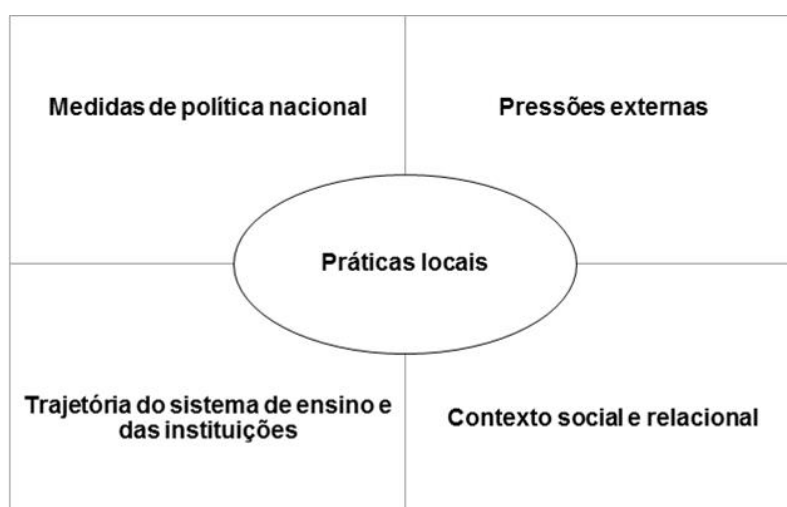 Medidas de política nacional
Pressões externas
Práticas locais
Trajetória do sistema de ensino e
das instituições
Contexto social e relacional